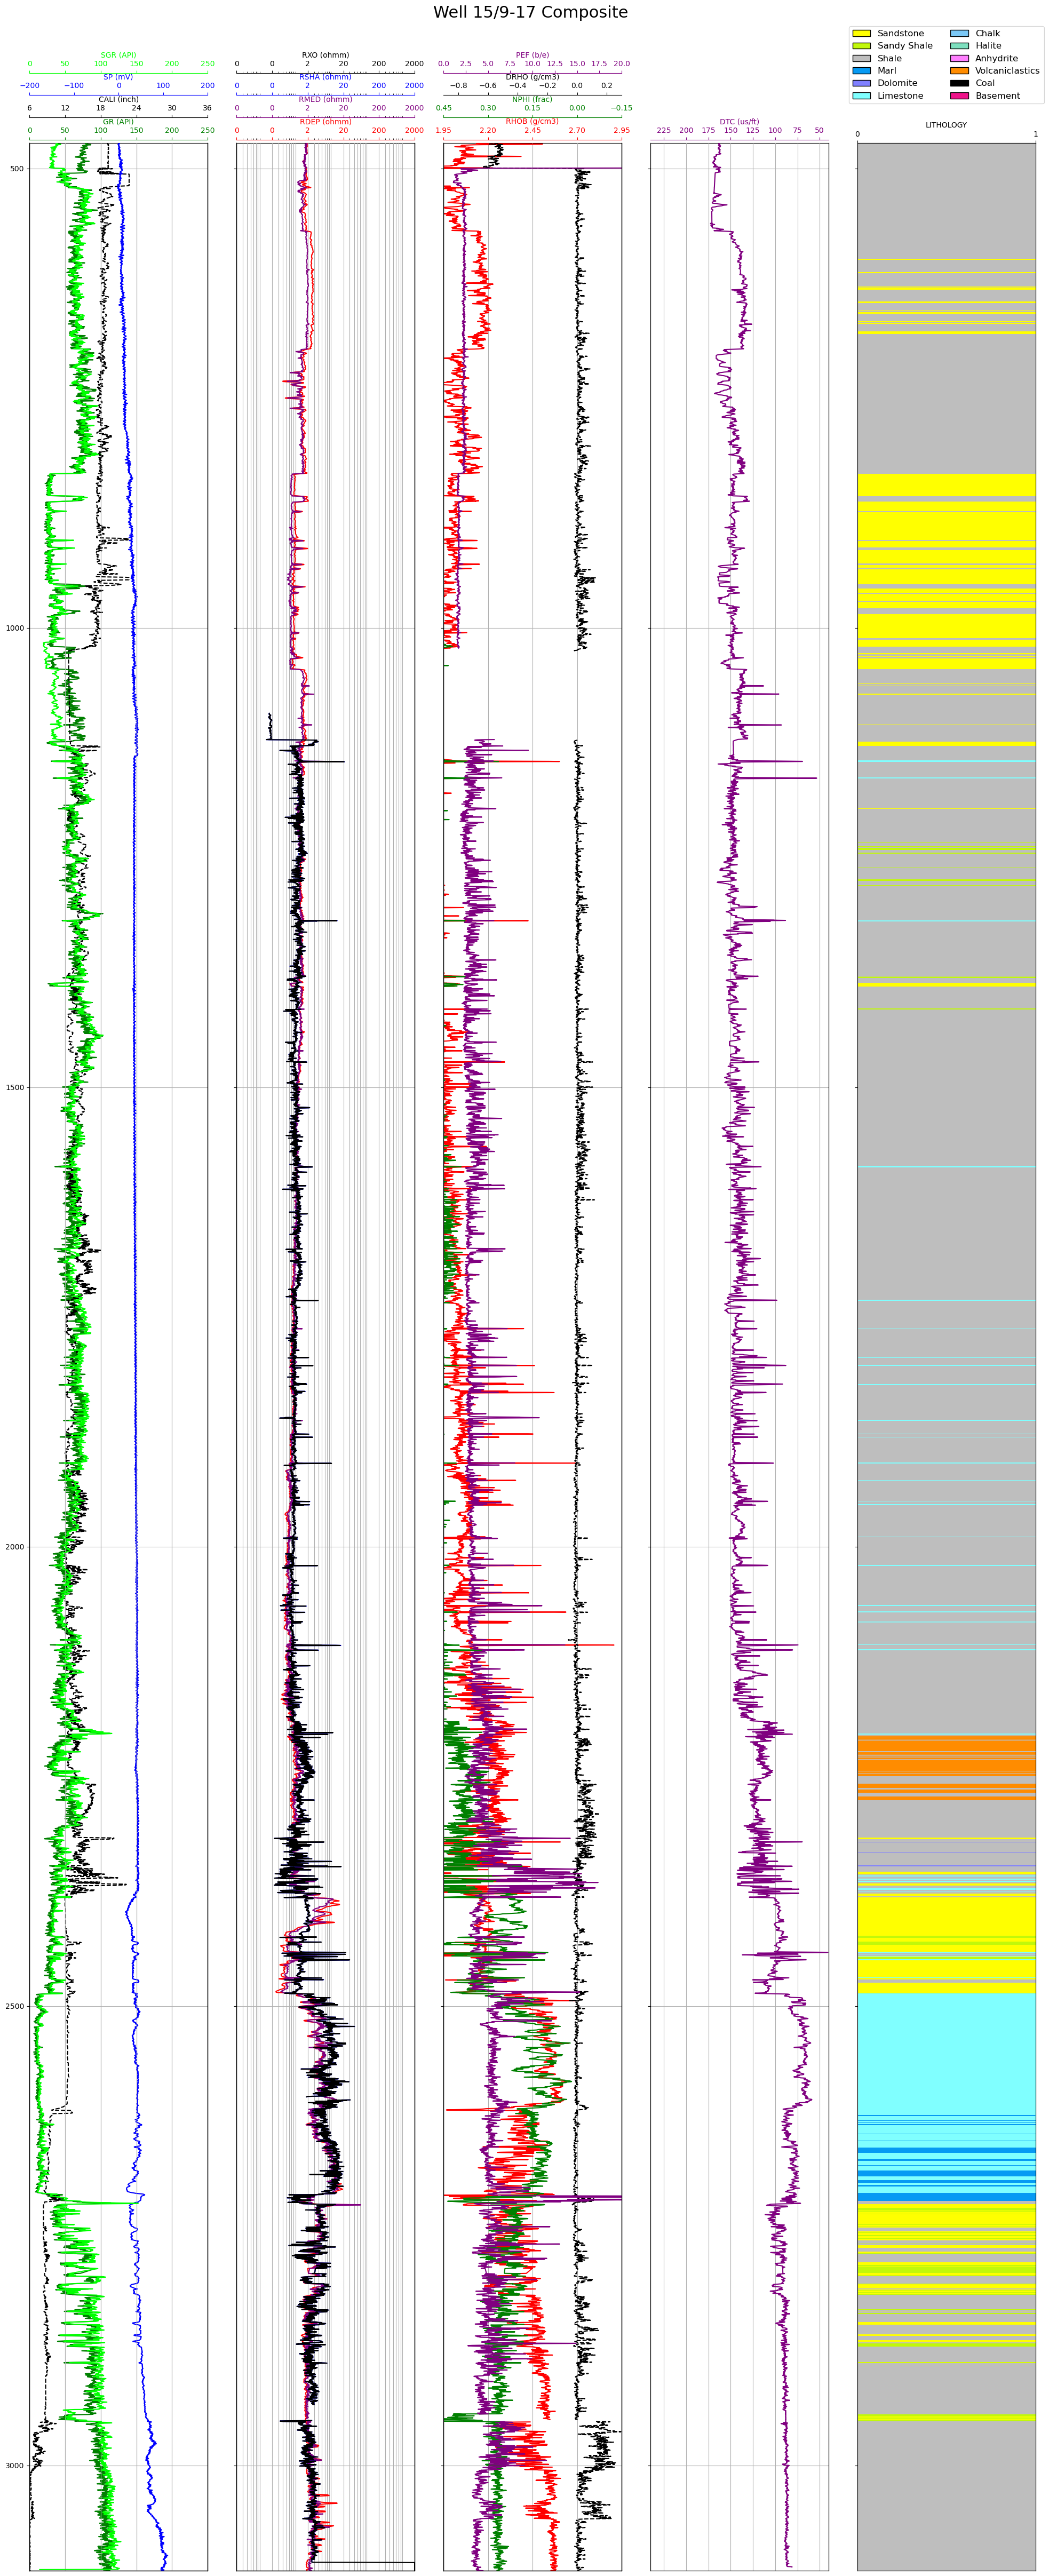 Well 15/9-17 Composite
Sandstone Chalk
Sandy Shale Halite
Shale Anhydrite
Marl Volcaniclastics
Dolomite Coal
Limestone Basement
SGR (API) RXO (ohmm) PEF (b/e)
0 50 100 150 200 250 0 0 2 20 200 2000 0.0 2.5 5.0 7.5 10.0 12.5 15.0 17.5 20.0
SP (mV) RSHA (ohmm) DRHO (g/cm3)
−200 −100 0 100 200 0 0 2 20 200 2000 −0.8 −0.6 −0.4 −0.2 0.0 0.2
CALI (inch) RMED (ohmm) NPHI (frac)
6 12 18 24 30 36 0 0 2 20 200 2000 0.45 0.30 0.15 0.00 −0.15
GR (API) RDEP (ohmm) RHOB (g/cm3) DTC (us/ft) LITHOLOGY
0 50 100 150 200 250 0 0 2 20 200 2000 1.95 2.20 2.45 2.70 2.95 225 200 175 150 125 100 75 50 0 1
500
1000
1500
2000
2500
3000